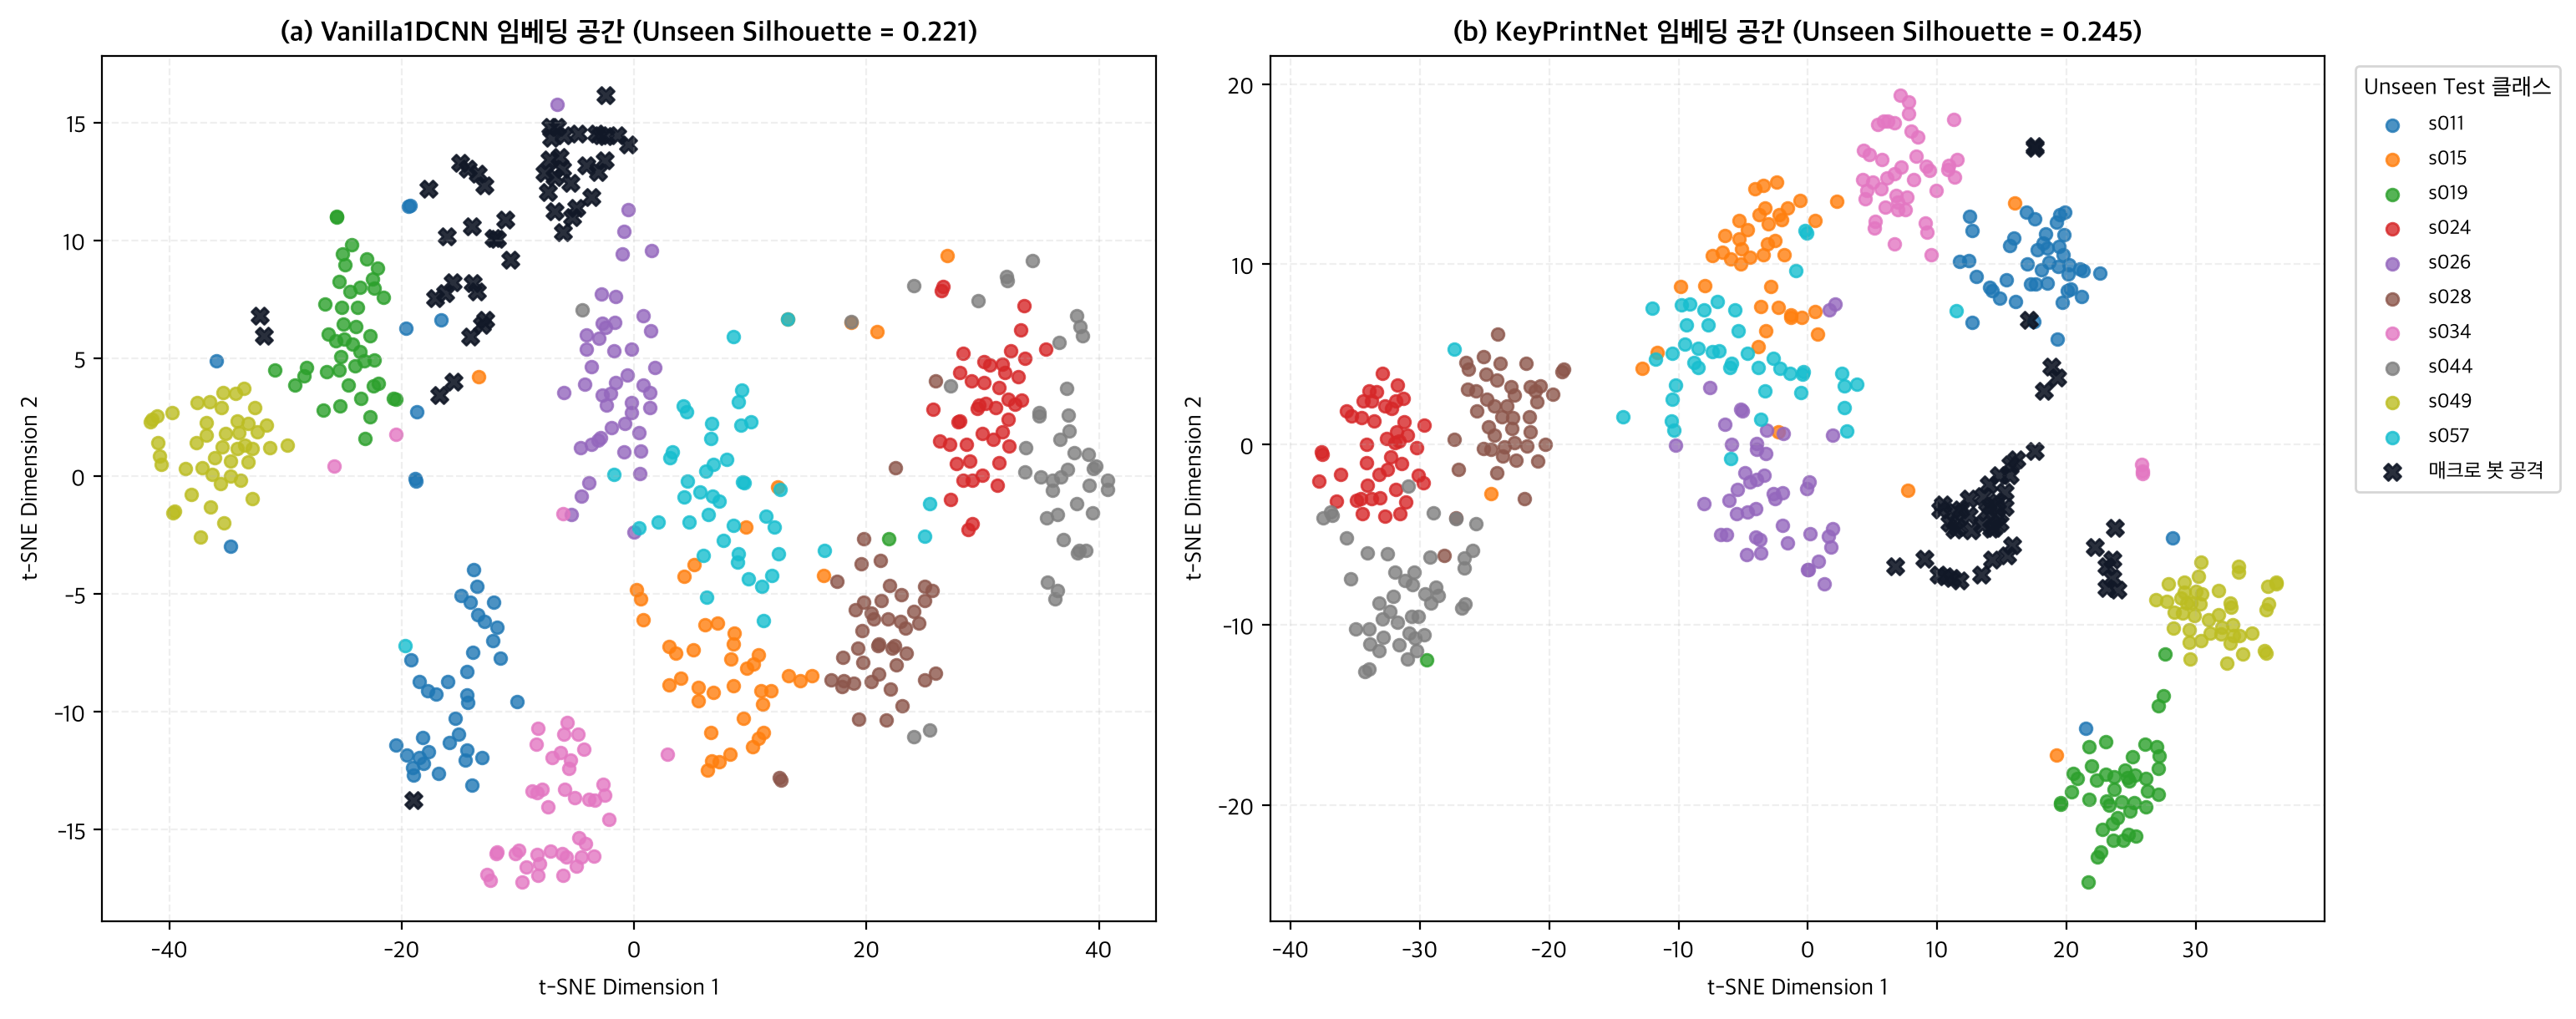 (a) Vanilla1DCNN 임베딩 공간 (Unseen Silhouette = 0.221)
15
10
5
0
-5
-10
-15
t-SNE Dimension 2
-40
-20
0
20
40
t-SNE Dimension 1
(b) KeyPrintNet 임베딩 공간 (Unseen Silhouette = 0.245)
20
10
0
-10
-20
t-SNE Dimension 2
-40
-30
-20
-10
0
10
20
30
t-SNE Dimension 1
Unseen Test 클래스
s011
s015
s019
s024
s026
s028
s034
s044
s049
s057
매크로 봇 공격